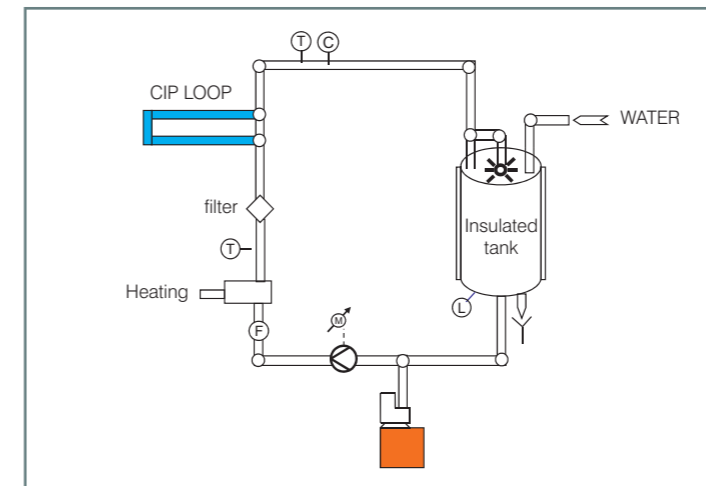 T
C
CIP LOOP
WATER
filter
Insulated
tank
T
Heating
L
F
M